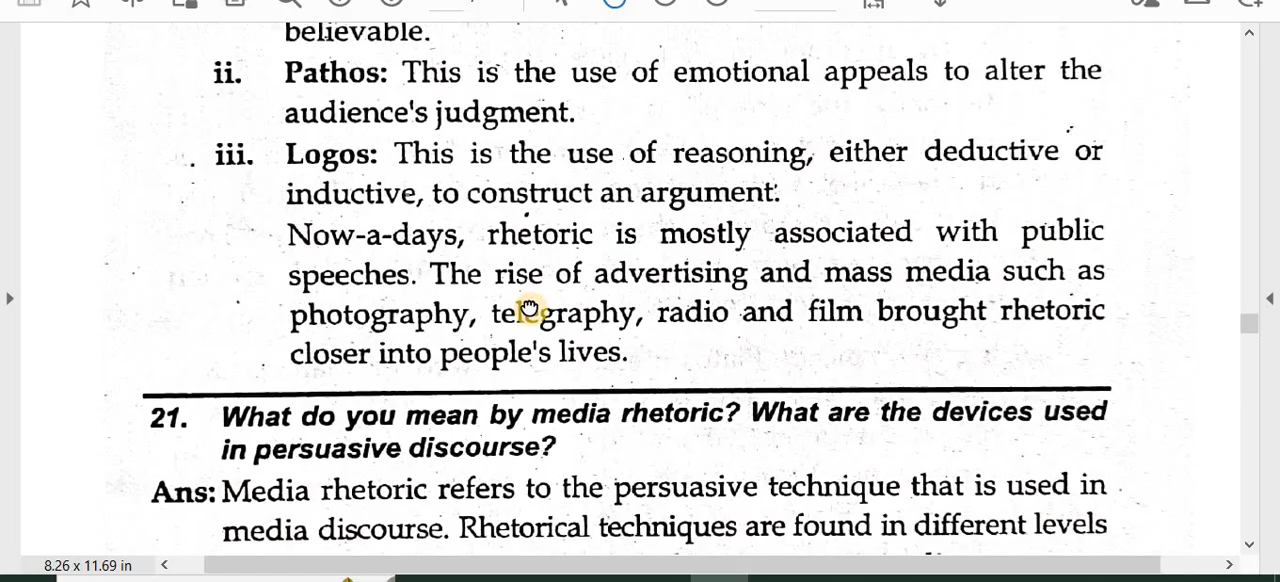 believable.
ii. Pathos: This is the use of emotional appeals to alter the
audience's judgment.
iii. Logos: This is the use of reasoning, either deductive or
inductive, to construct an argument.
Now-a-days, rhetoric is mostly associated with public
speeches. The rise of advertising and mass media such as
photography, telegraphy, radio and film brought rhetoric
closer into people's lives.
21. What do you mean by media rhetoric? What are the devices used
in persuasive discourse?
Ans: Media rhetoric refers to the persuasive technique that is used in
media discourse. Rhetorical techniques are found in different levels
8.26 x 11.69 in